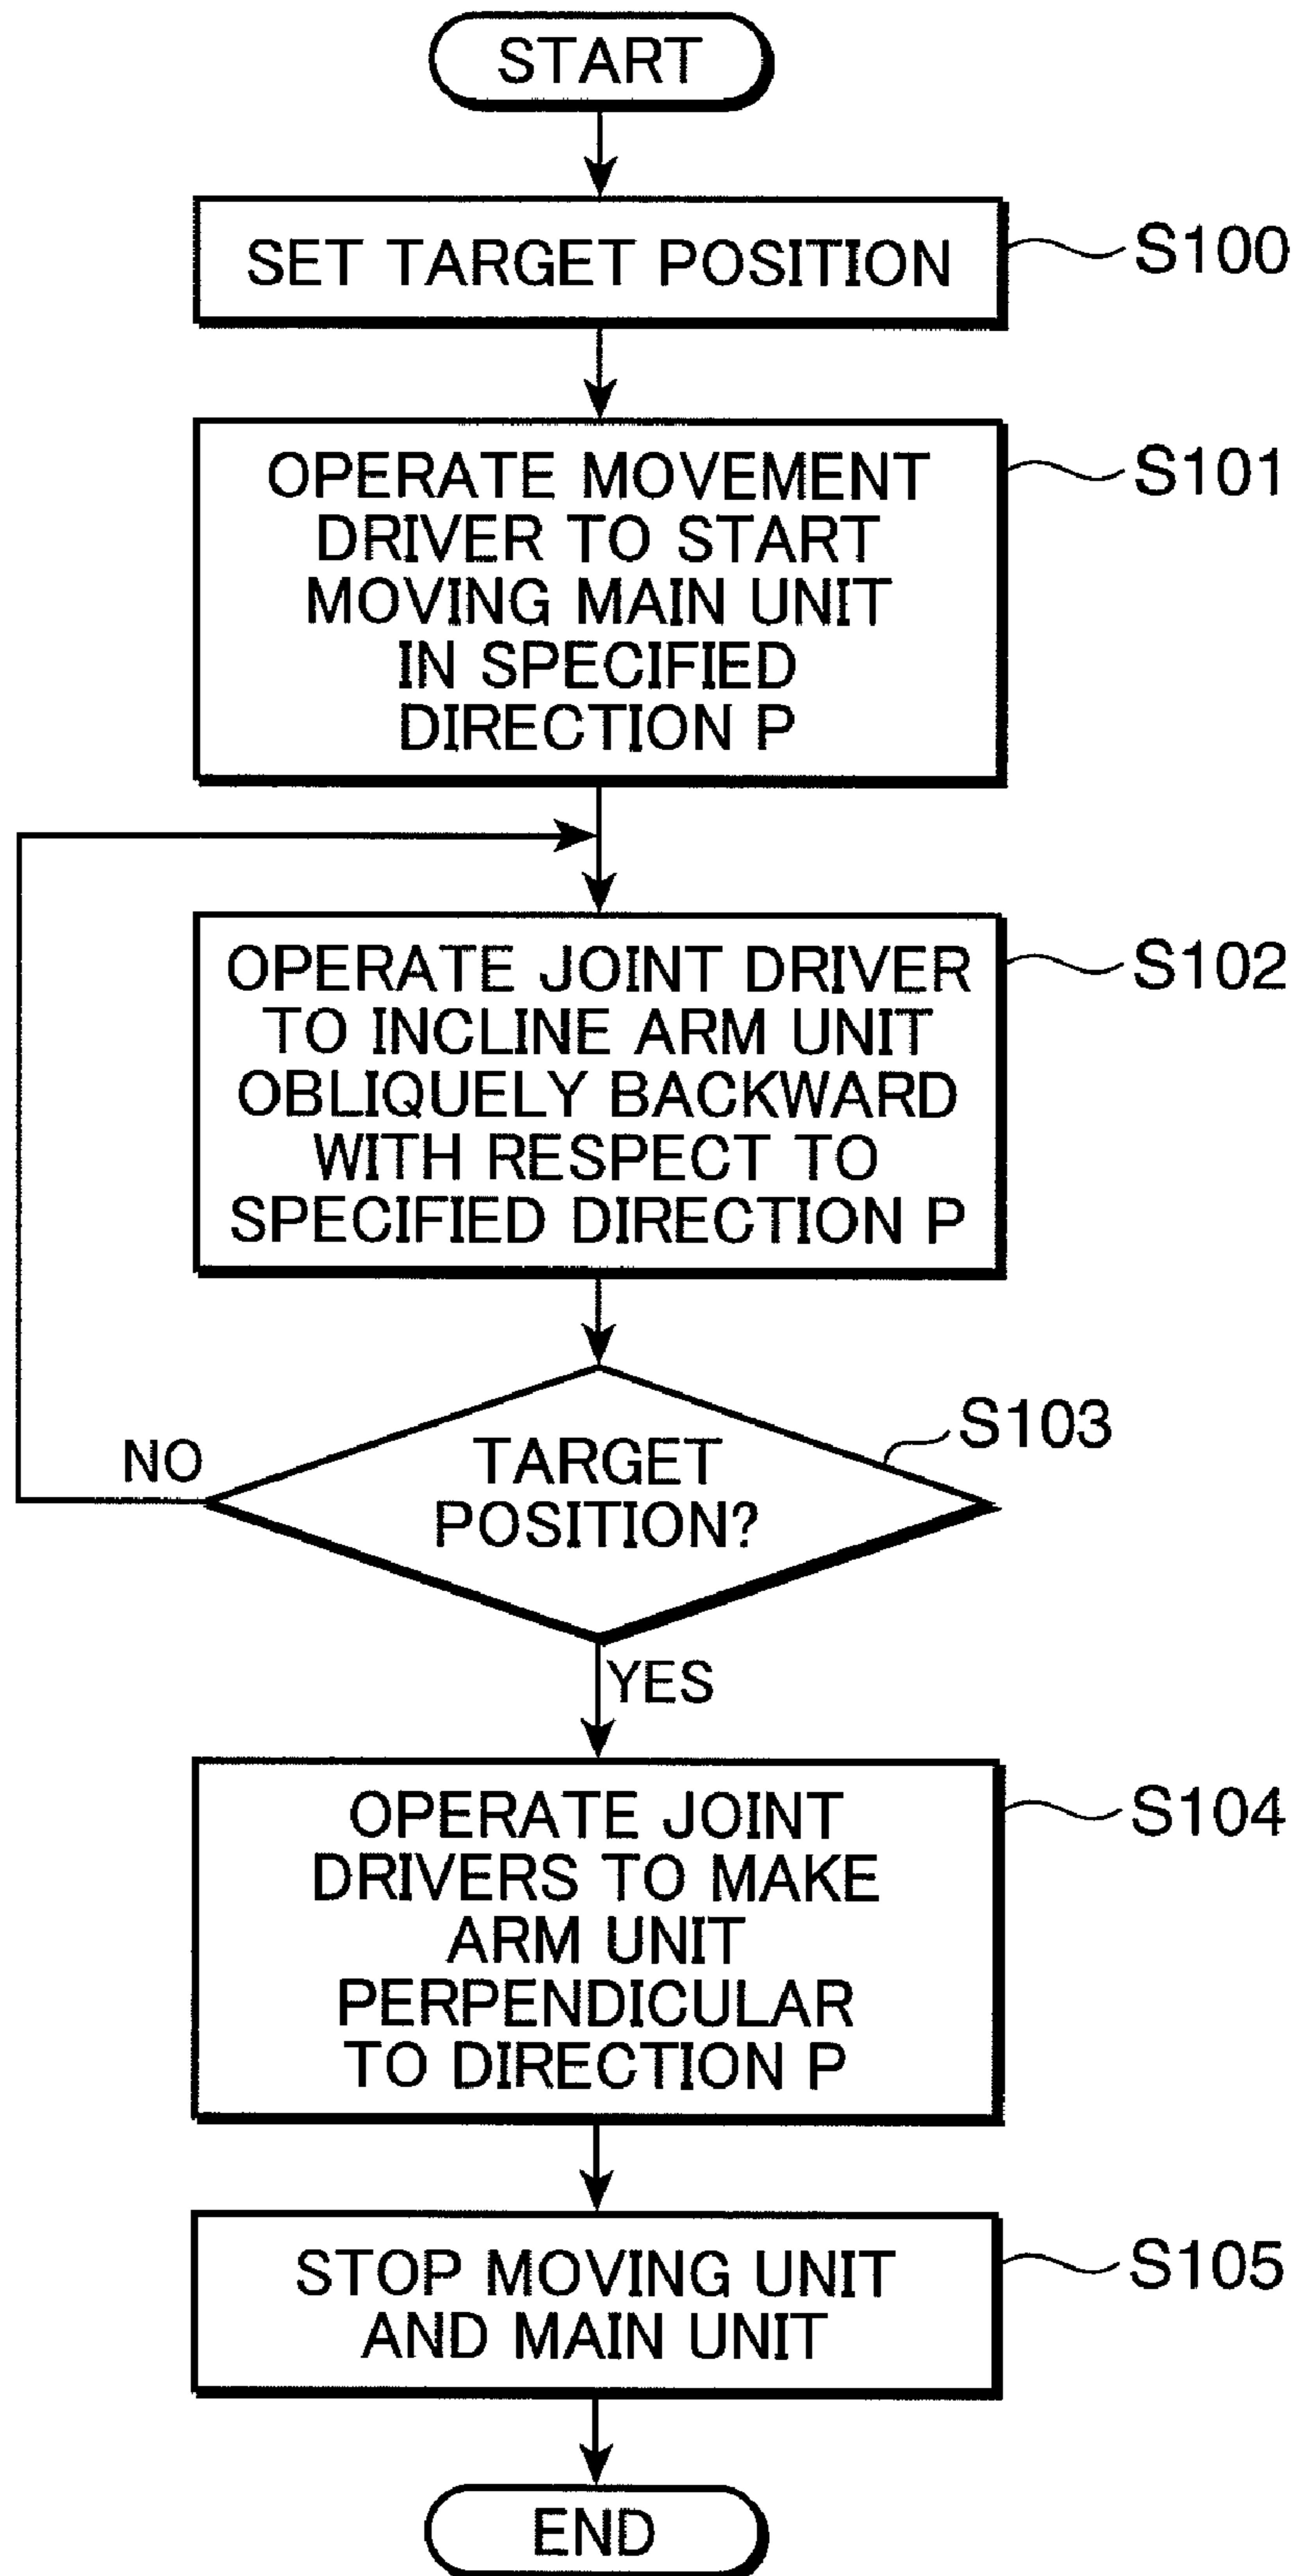 START
SET TARGET POSITION
S100
OPERATE MOVEMENT
DRIVER TO START
MOVING MAIN UNIT
IN SPECIFIED
DIRECTION P
S101
OPERATE JOINT DRIVER
TO INCLINE ARM UNIT
OBLIQUELY BACKWARD
WITH RESPECT TO
SPECIFIED DIRECTION P
S102
TARGET
POSITION?
S103
NO
YES
OPERATE JOINT
DRIVERS TO MAKE
ARM UNIT
PERPENDICULAR
TO DIRECTION P
S104
STOP MOVING UNIT
AND MAIN UNIT
S105
END